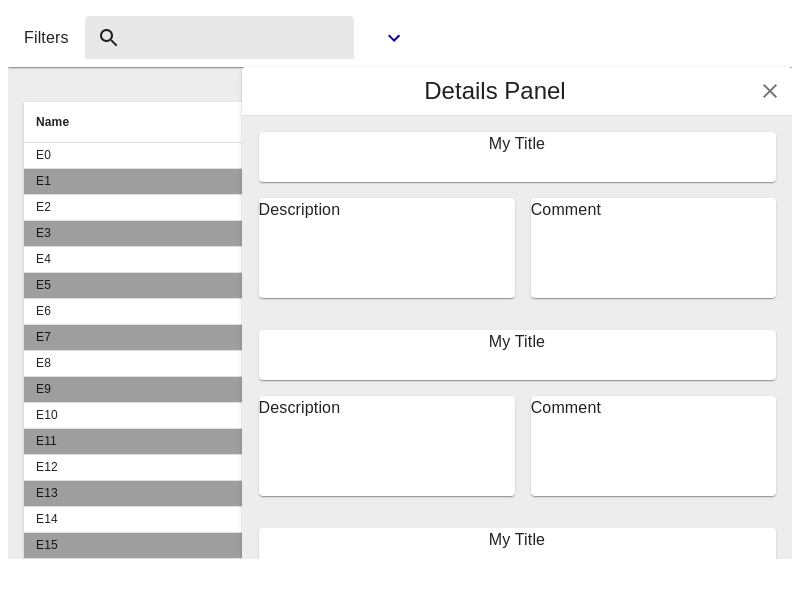 Filters
Details Panel
Name
E0
E1
E2
E3
E4
E5
E6
E7
E8
E9
E10
E11
E12
E13
E14
E15
My Title
Description
Comment
My Title
Description
Comment
My Title